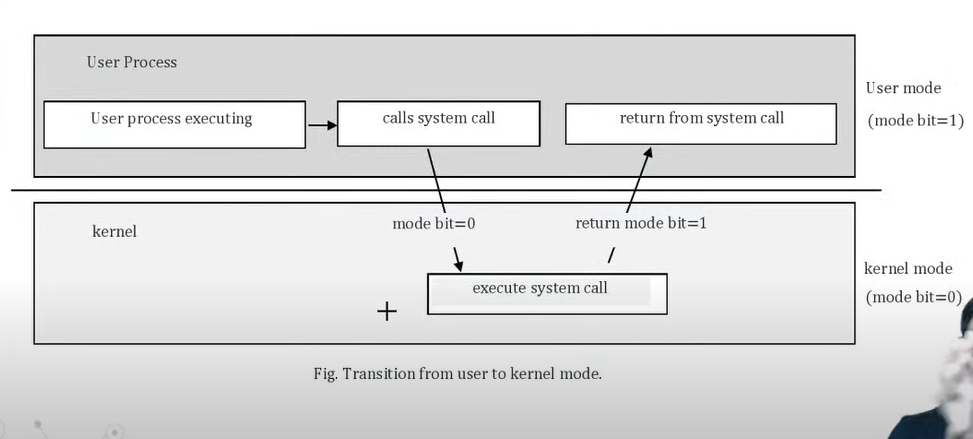 User Process
User process executing
calls system call
return from system call
User mode
(mode bit=1)
kernel
mode bit=0
return mode bit=1
execute system call
kernel mode
(mode bit=0)
Fig. Transition from user to kernel mode.